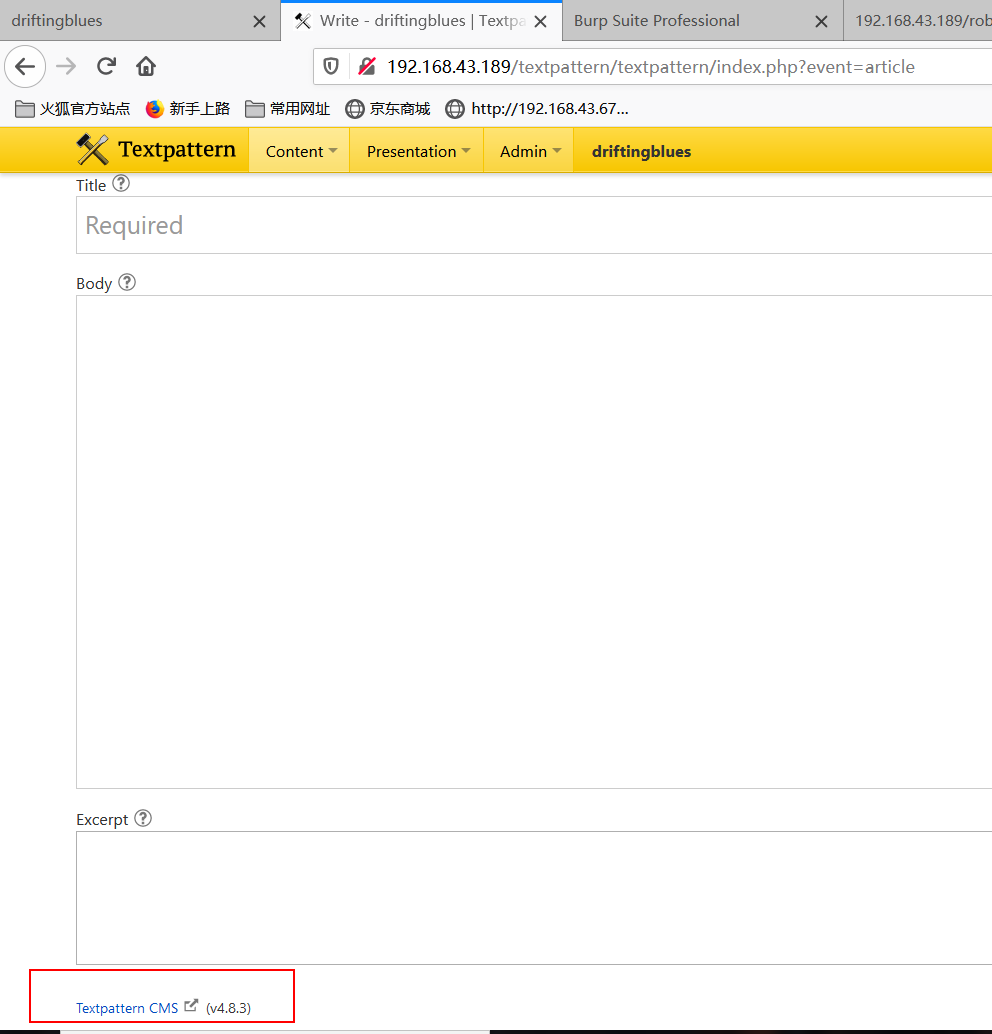 driftingblues
Write - driftingblues | Textpa
Burp Suite Professional
192.168.43.189/rob
192.168.43.189/textpattern/textpattern/index.php?event=article
火狐官方站点 新手上路 常用网址 京东商城 http://192.168.43.67...
Textpattern Content Presentation Admin driftingblues
Title ?
Required
Body ?
Excerpt ?
Textpattern CMS (v4.8.3)